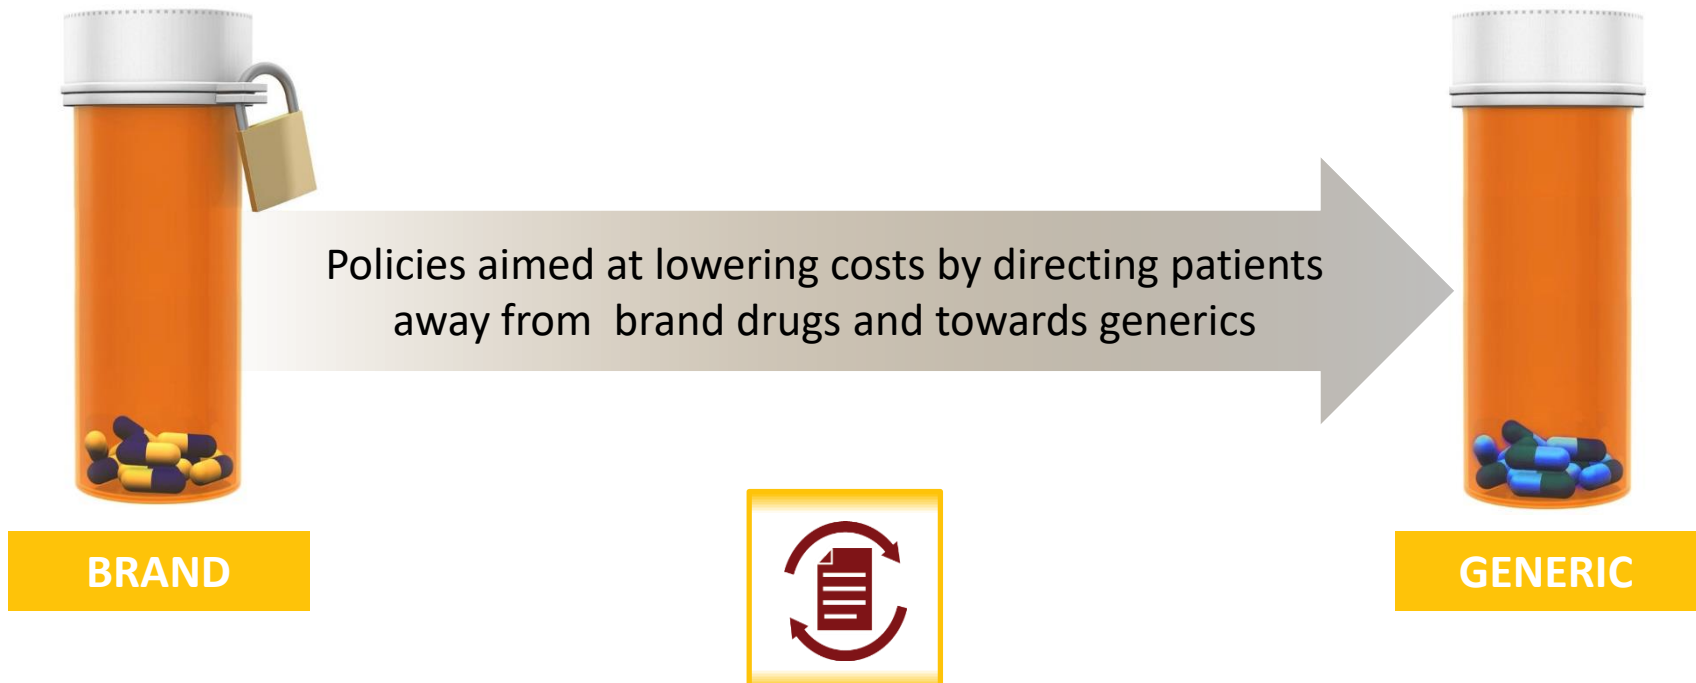 Policies aimed at lowering costs by directing patients
away from  brand drugs and towards generics
BRAND
GENERIC